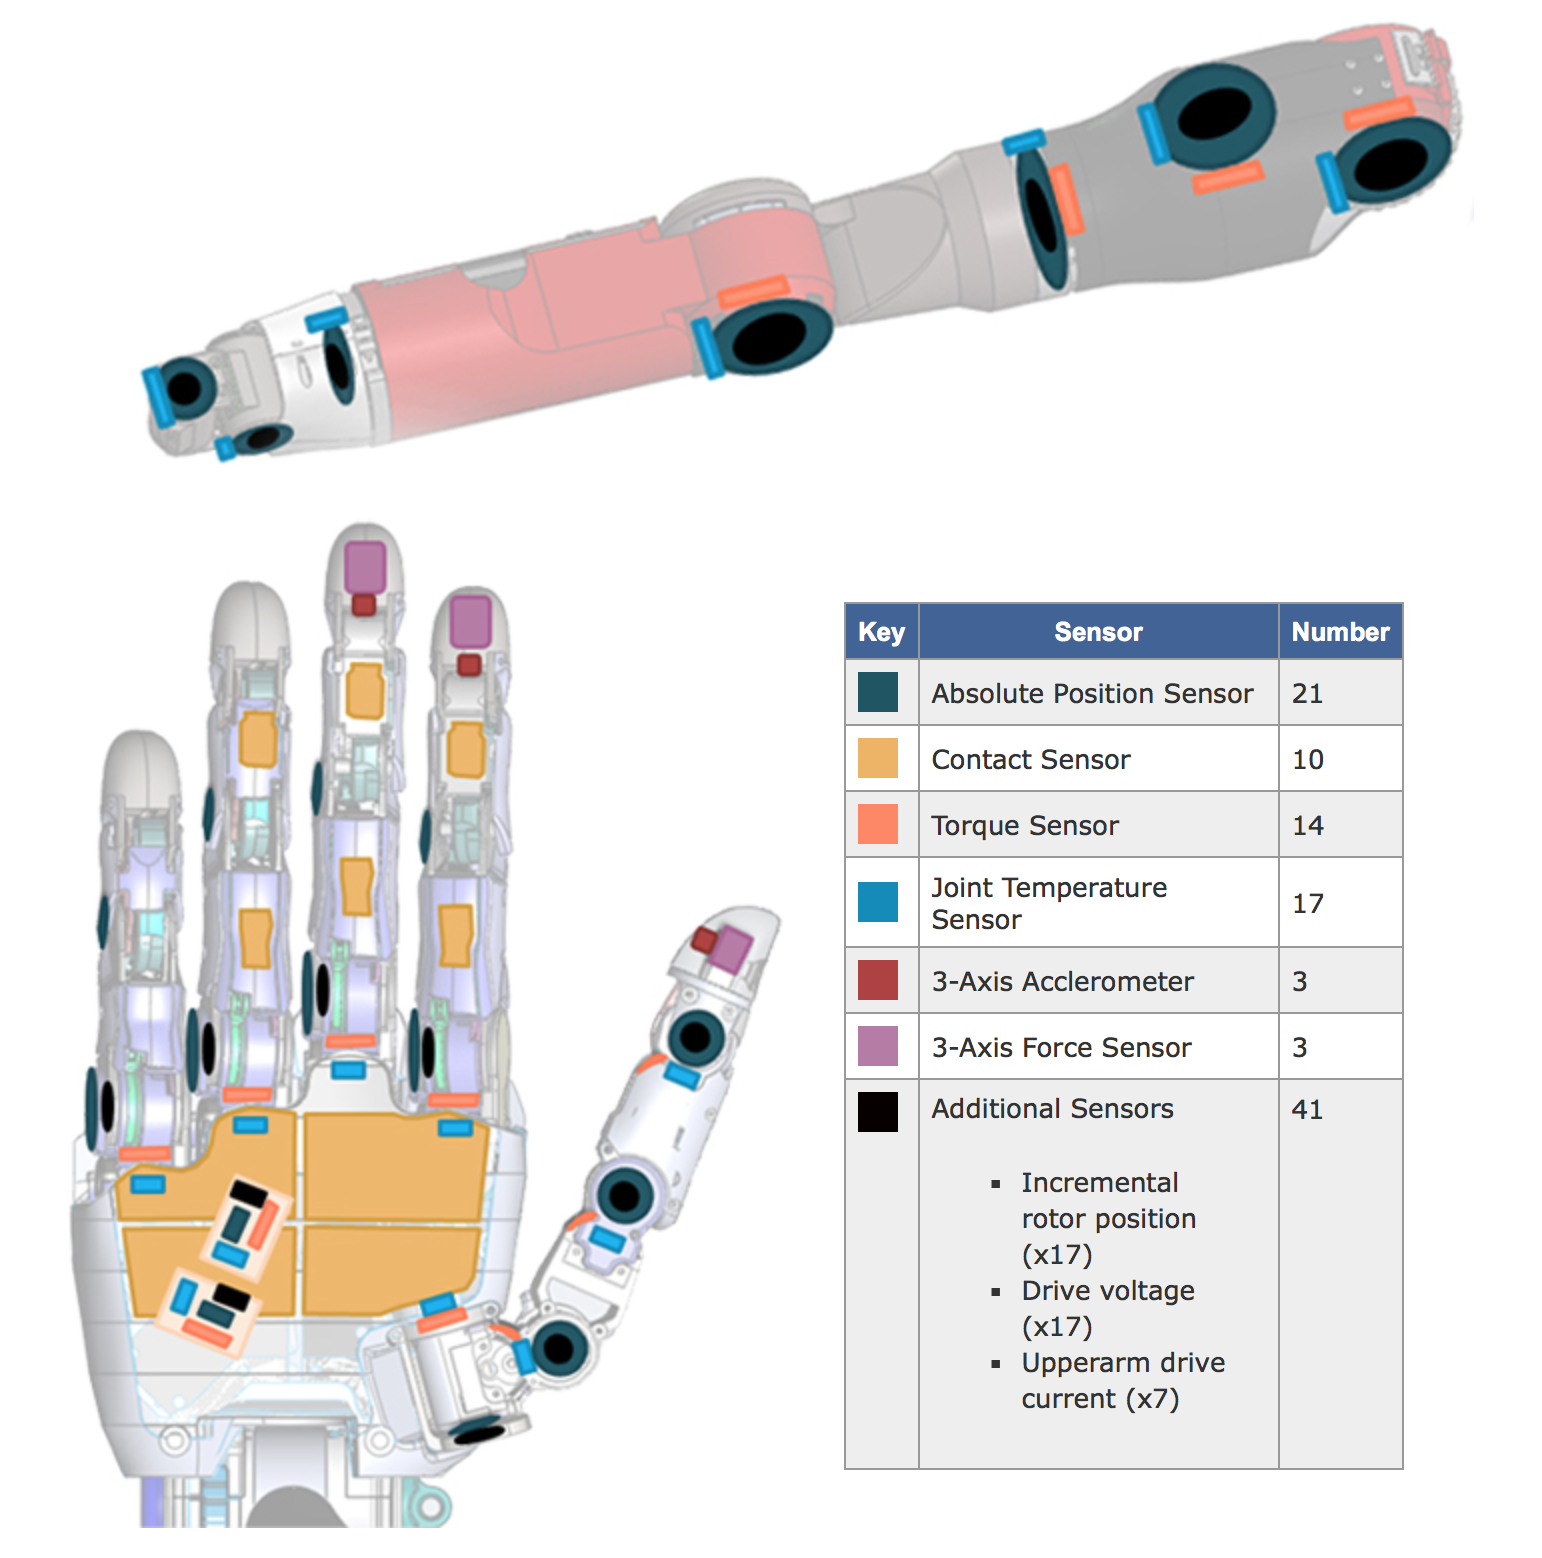 Key Sensor Number
Absolute Position Sensor 21
Contact Sensor 10
Torque Sensor 14
Joint Temperature
Sensor 17
3-Axis Acclerometer 3
3-Axis Force Sensor 3
Additional Sensors 41
▪ Incremental
rotor position
(x17)
▪ Drive voltage
(x17)
▪ Upperarm drive
current (x7)